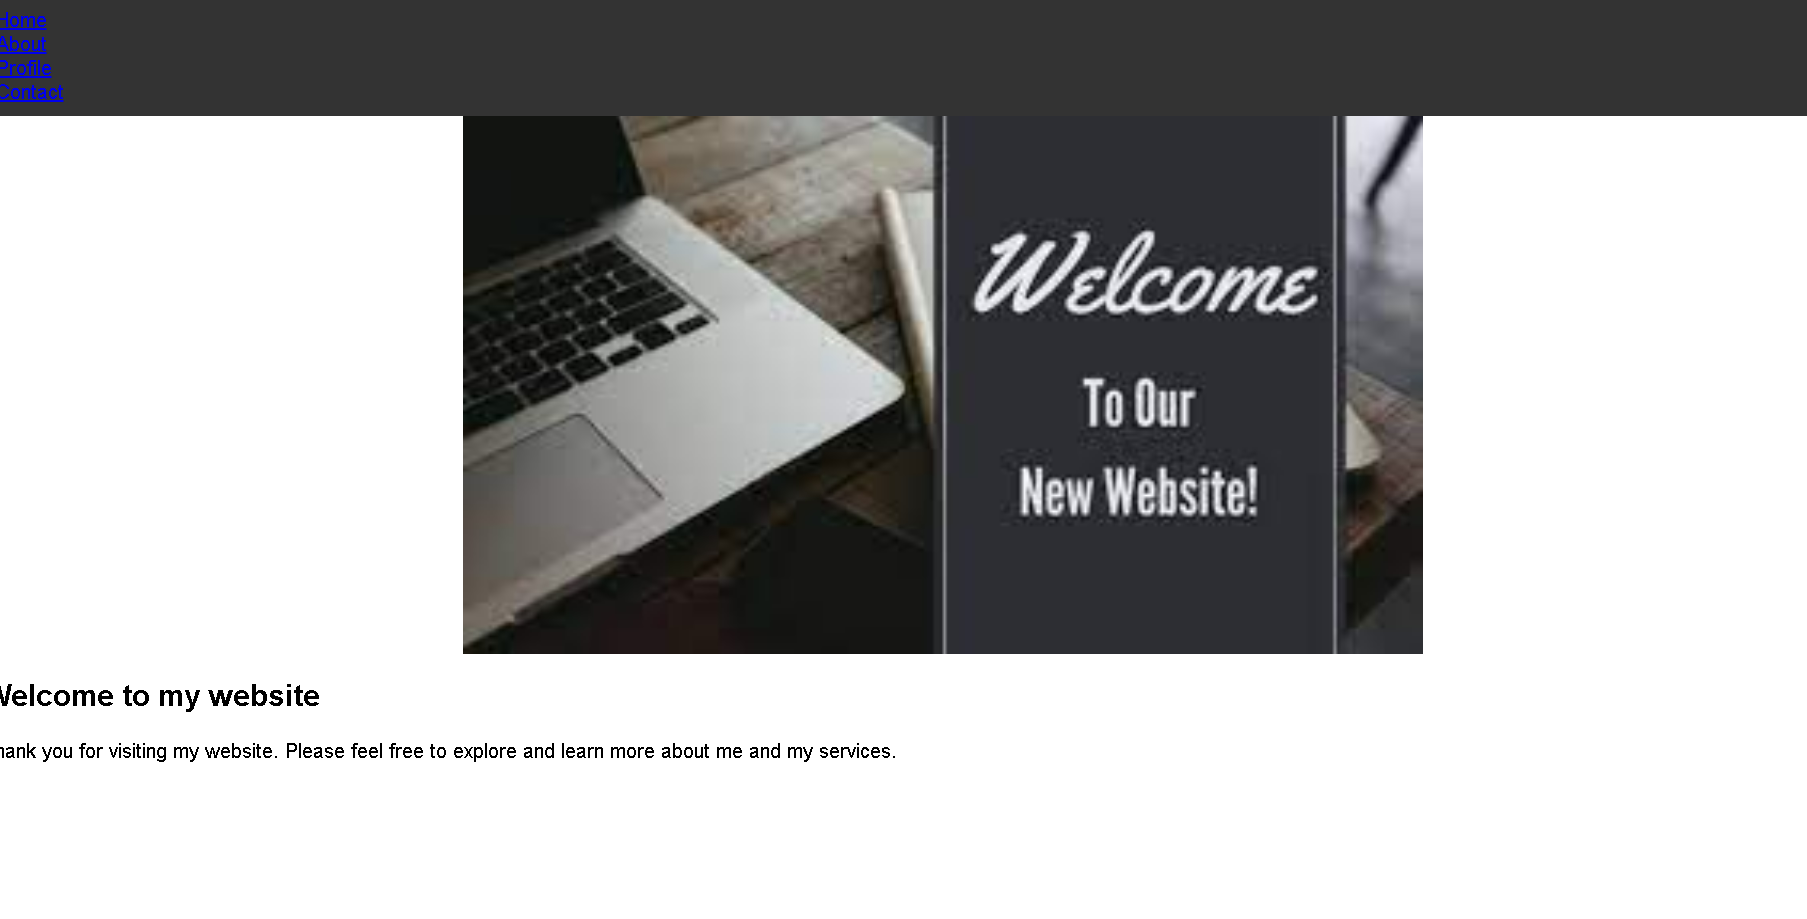 Home
About
Profile
Contact
Welcome
To Our
New Website!
Welcome to my website
hank you for visiting my website. Please feel free to explore and learn more about me and my services.